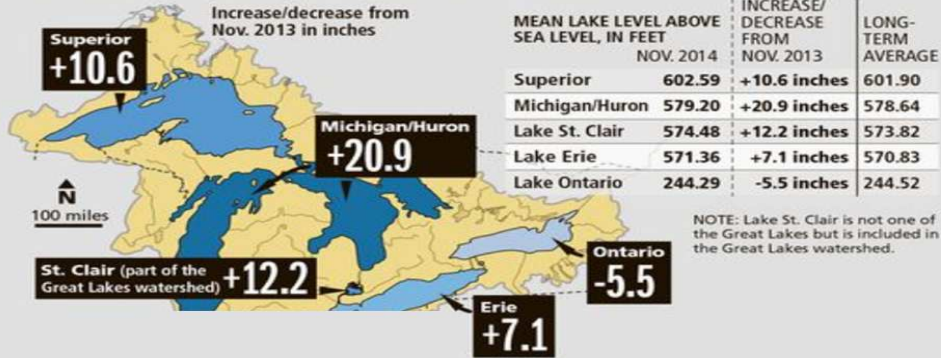 Increase/decrease from
Nov. 2013 in inches
Superior
+10.6
Michigan/Huron
+20.9
N
100 miles
St. Clair (part of the
Great Lakes watershed) +12.2
Ontario
-5.5
Erie
+7.1
MEAN LAKE LEVEL ABOVE
SEA LEVEL, IN FEET
NOV. 2014
INCREASE/
DECREASE
FROM
NOV. 2013
LONG-
TERM
AVERAGE
Superior 602.59 +10.6 inches 601.90
Michigan/Huron 579.20 +20.9 inches 578.64
Lake St. Clair 574.48 +12.2 inches 573.82
Lake Erie 571.36 +7.1 inches 570.83
Lake Ontario 244.29 -5.5 inches 244.52
NOTE: Lake St. Clair is not one of
the Great Lakes but is included in
the Great Lakes watershed.